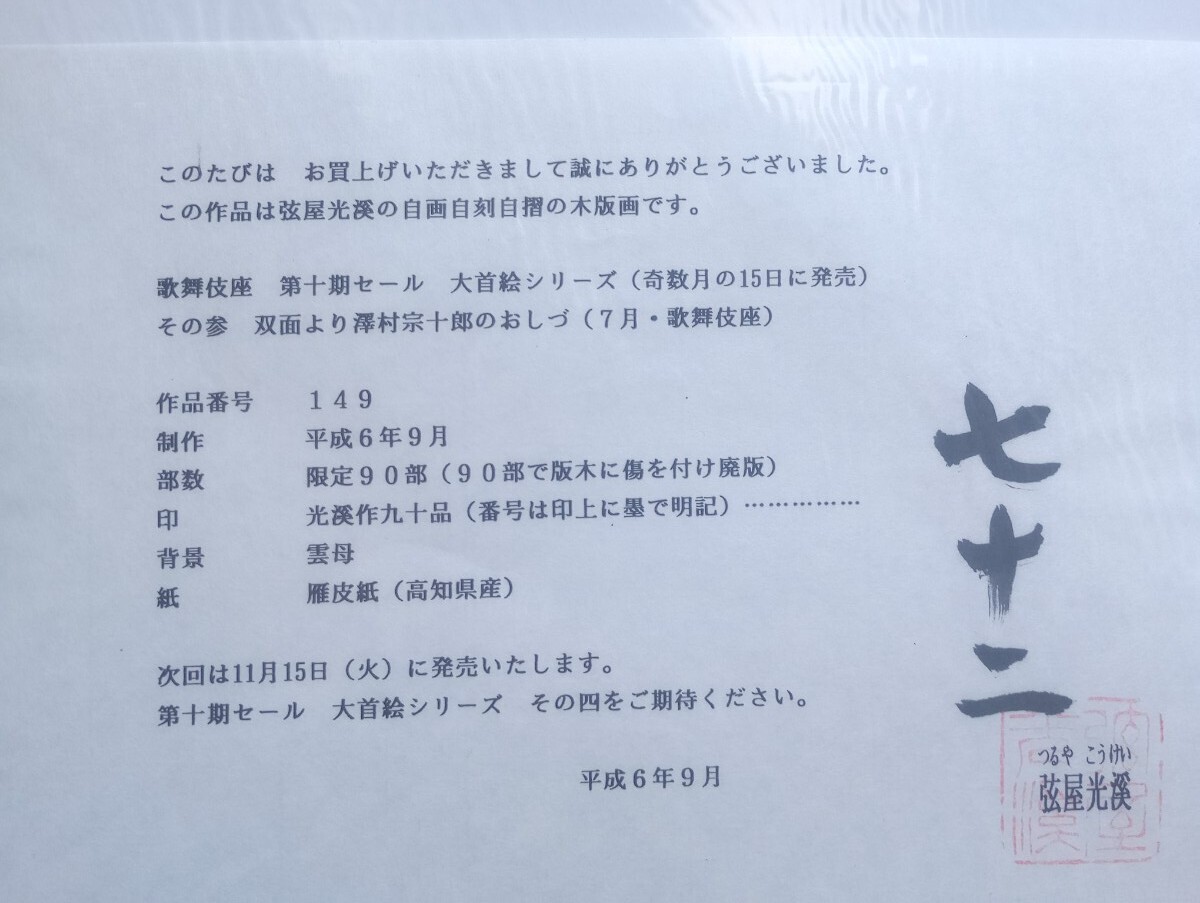 このたびは　お買上げいただきまして誠にありがとうございました。
この作品は弦屋光溪の自画自刻自摺の木版画です。
歌舞伎座　第十期セール　大首絵シリーズ（奇数月の15日に発売）
その参　双面より澤村宗十郎のおしづ（７月・歌舞伎座）
作品番号　１４９
制作　平成６年９月
部数　限定９０部（９０部で版木に傷を付け廃版）
印　光溪作九十品（番号は印上に墨で明記）……………
背景　雲母
紙　雁皮紙（高知県産）
次回は11月15日（火）に発売いたします。
第十期セール　大首絵シリーズ　その四をご期待ください。
平成６年９月
七十二
つるや　こうけい
弦屋光溪